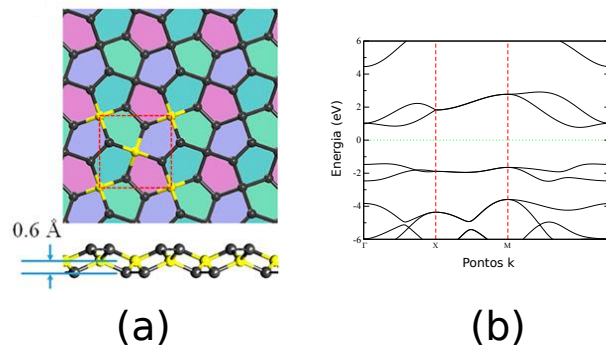 0.6 Å
(a)
Energia (eV)
6
4
2
0
-2
-4
-6
Γ
X
M
Pontos k
(b)